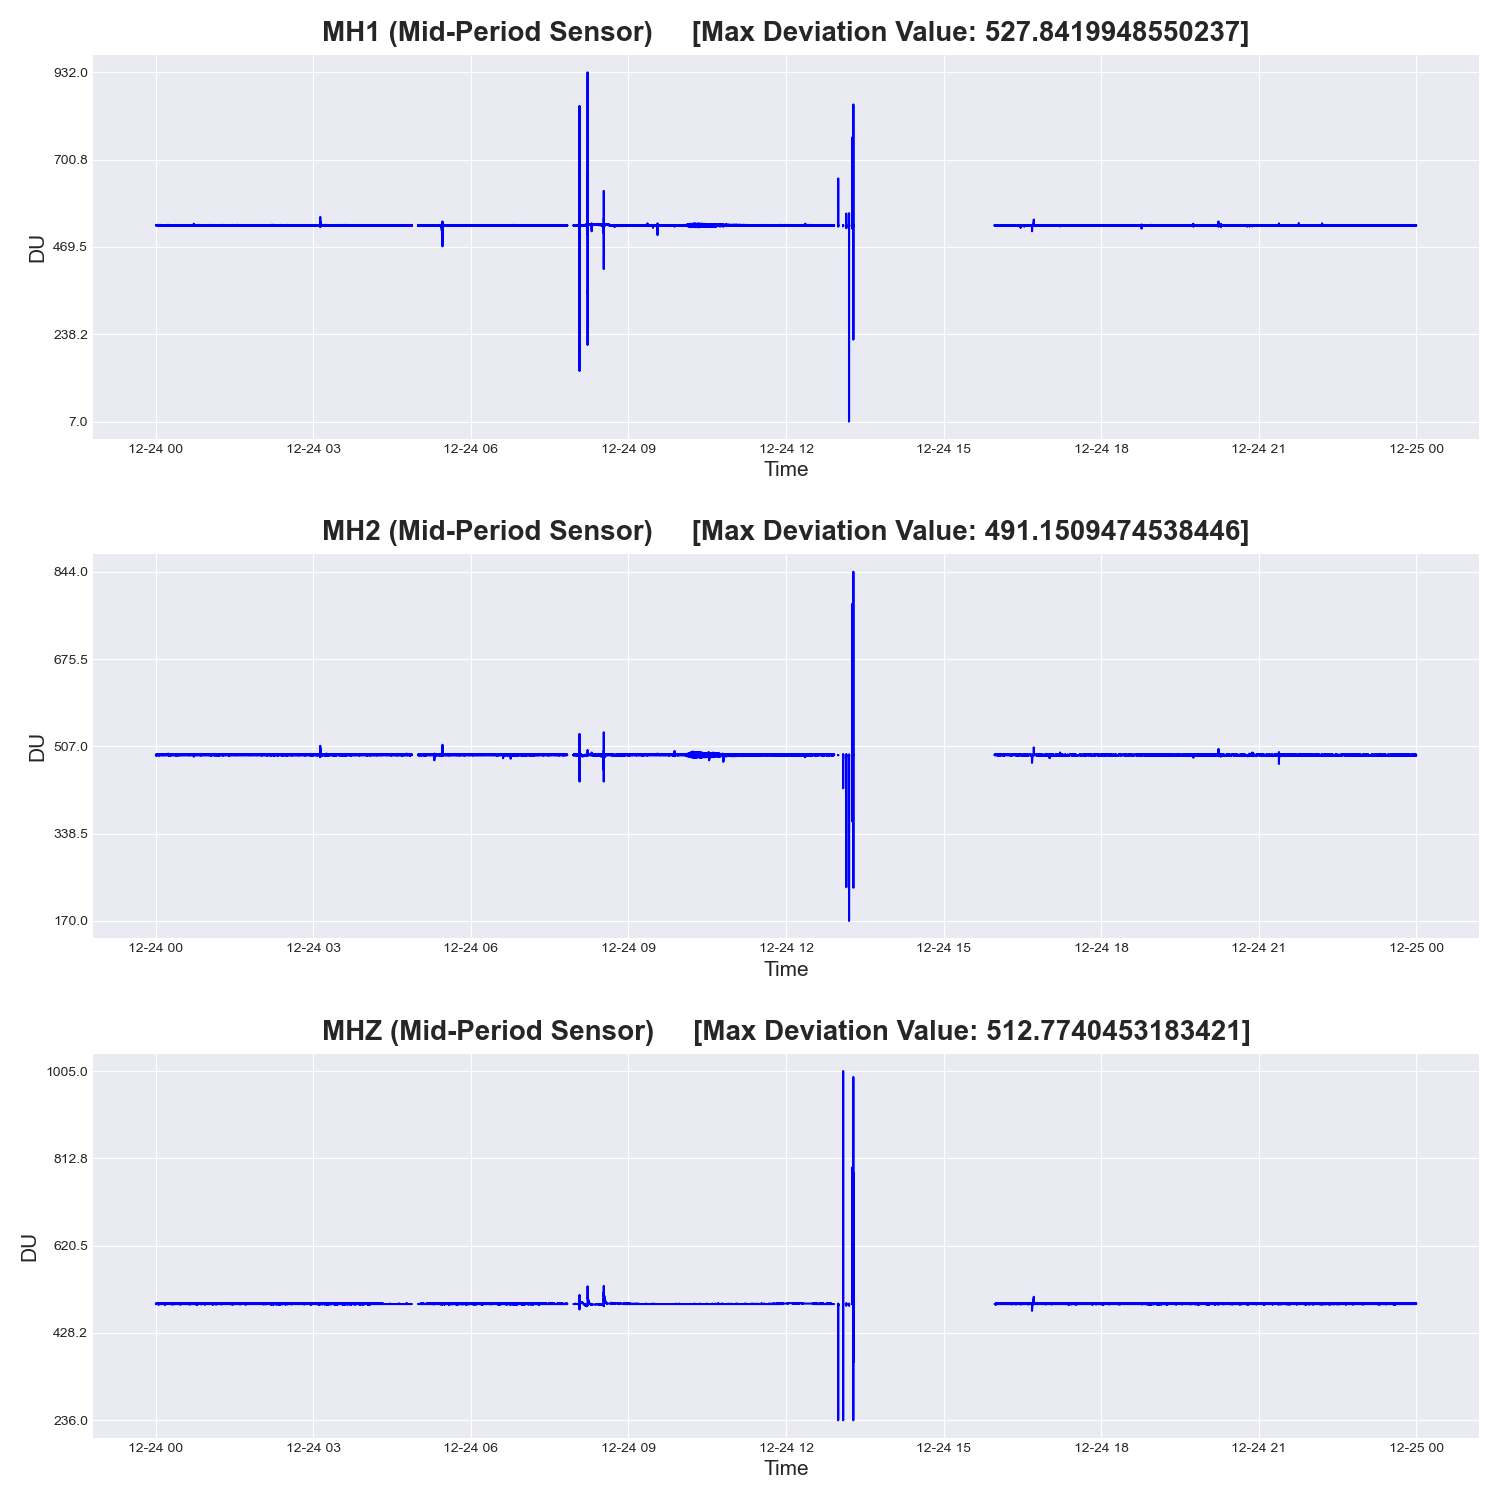 MH1 (Mid-Period Sensor) [Max Deviation Value: 527.8419948550237]
932.0
700.8
469.5
238.2
7.0
DU
12-24 00 12-24 03 12-24 06 12-24 09 12-24 12 12-24 15 12-24 18 12-24 21 12-25 00
Time
MH2 (Mid-Period Sensor) [Max Deviation Value: 491.1509474538446]
844.0
675.5
507.0
338.5
170.0
DU
12-24 00 12-24 03 12-24 06 12-24 09 12-24 12 12-24 15 12-24 18 12-24 21 12-25 00
Time
MHZ (Mid-Period Sensor) [Max Deviation Value: 512.7740453183421]
1005.0
812.8
620.5
428.2
236.0
DU
12-24 00 12-24 03 12-24 06 12-24 09 12-24 12 12-24 15 12-24 18 12-24 21 12-25 00
Time